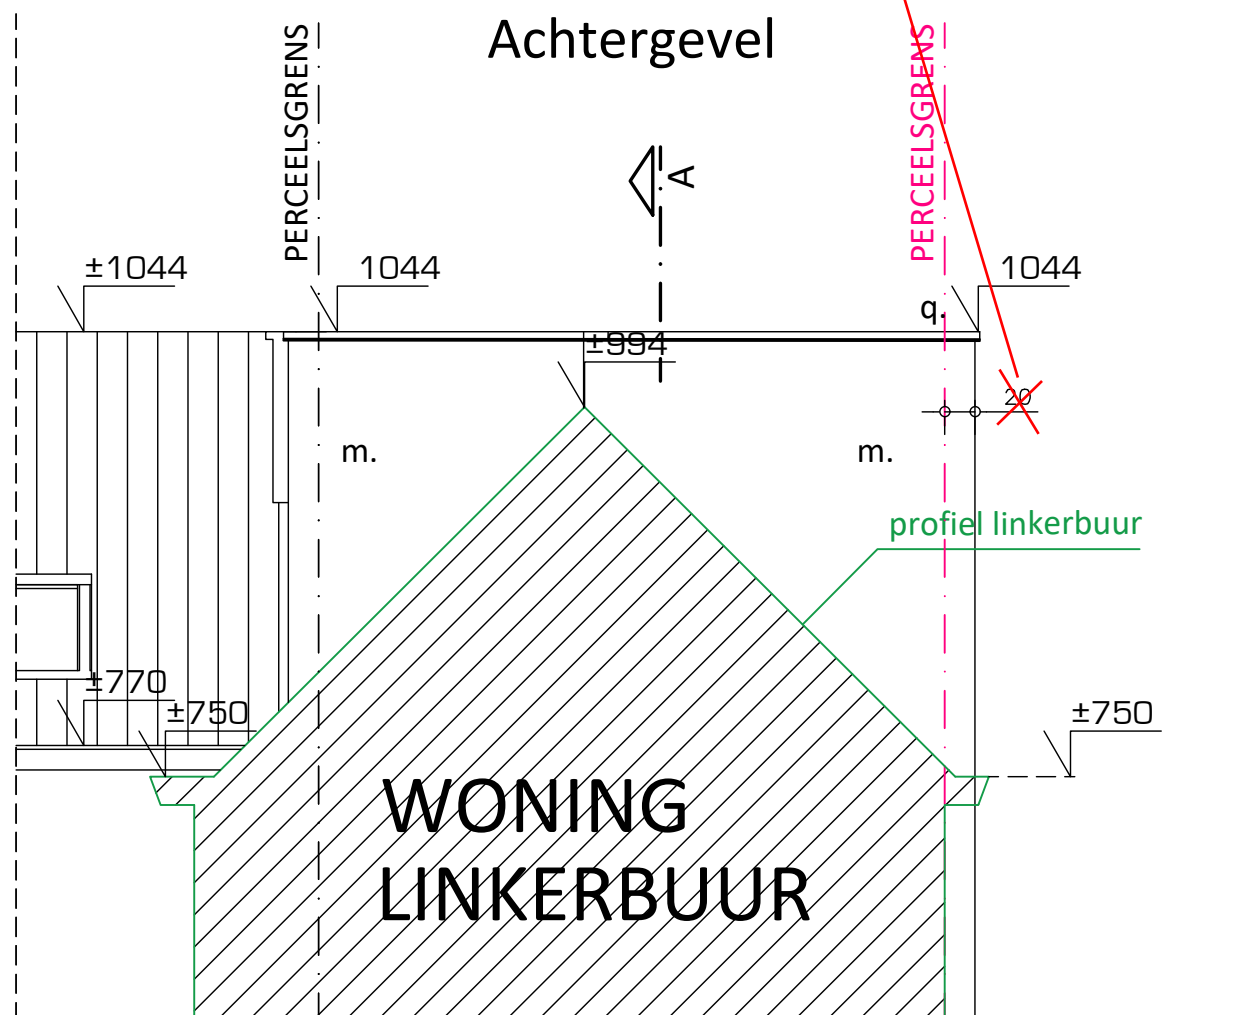 Achtergevel
PERCEELSGRENS
PERCEELSGRENS
A
±1044
1044
1044
q.
±994
20
m.
m.
profiel linkerbuur
±770
±750
±750
WONING
LINKERBUUR